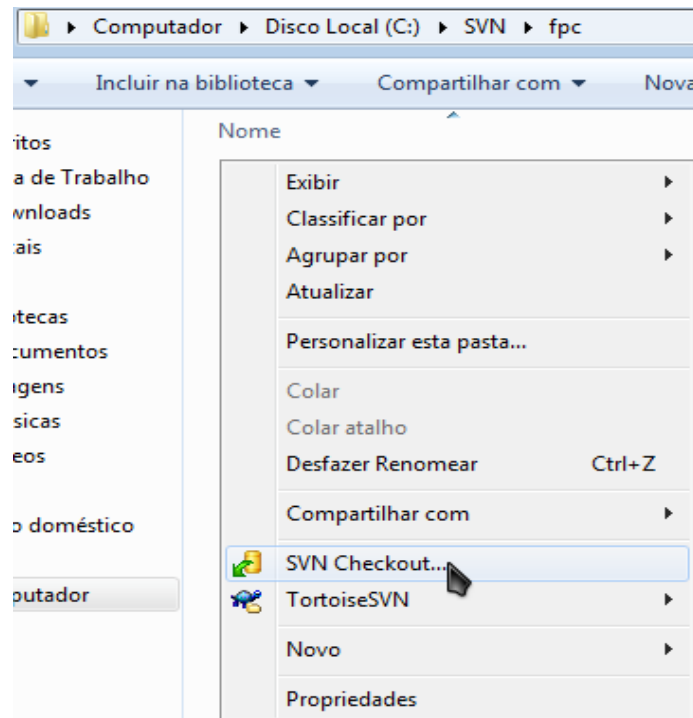 Computador Disco Local (C:) SVN fpc
Incluir na biblioteca Compartilhar com Nova
Nome
ritos
a de Trabalho
wnloads
ais
otecas
cumentos
agens
sicas
eos
o doméstico
putador
Exibir
Classificar por
Agrupar por
Atualizar
Personalizar esta pasta...
Colar
Colar atalho
Desfazer Renomear Ctrl+Z
Compartilhar com
SVN Checkout...
TortoiseSVN
Novo
Propriedades